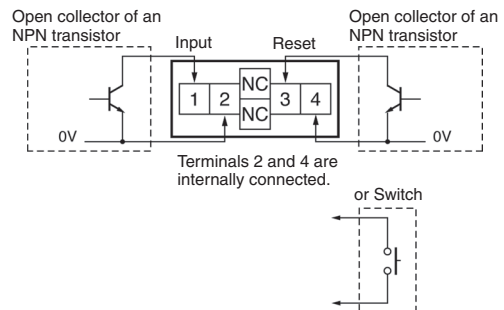 Open collector of an
NPN transistor
Open collector of an
NPN transistor
Input
Reset
NC
1
2
3
4
NC
0V
0V
Terminals 2 and 4 are
internally connected.
or Switch